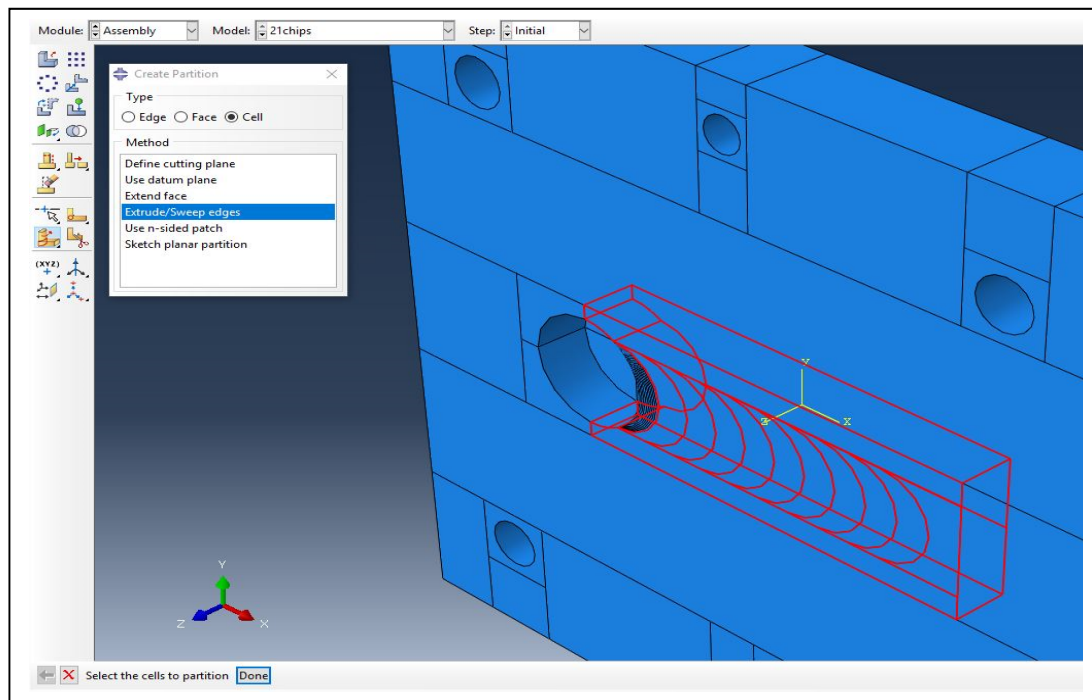 Module: Assembly Model: 21chips Step: Initial
Create Partition
Type
Edge Face Cell
Method
Define cutting plane
Use datum plane
Extend face
Extrude/Sweep edges
Use n-sided patch
Sketch planar partition
(XYZ)
Y
Z X
Y
Z X
Select the cells to partition Done